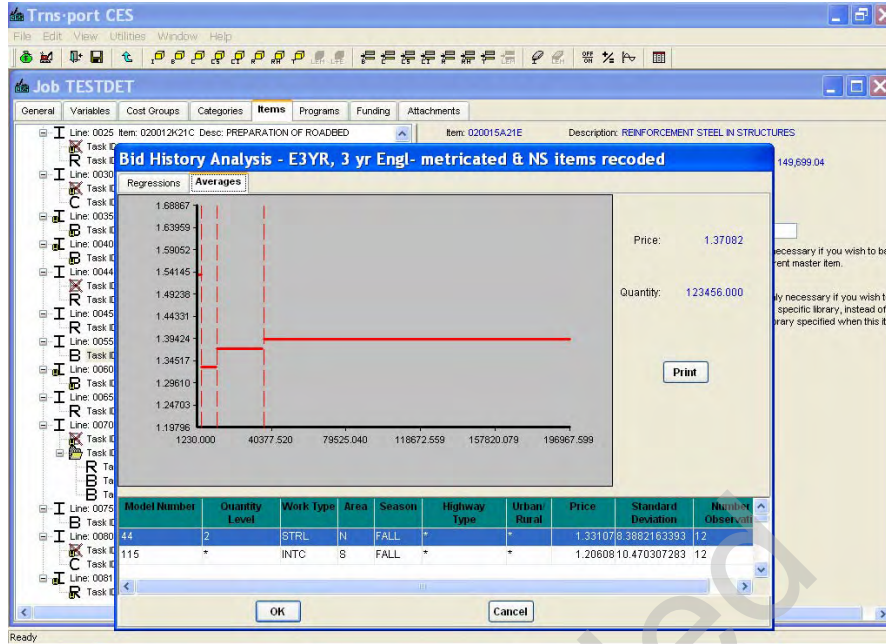 Trns·port CES
File Edit View Utilities Window Help
Job TESTDET
General Variables Cost Groups Categories Items Programs Funding Attachments
Line: 0025 Item: 020012K21C Desc: PREPARATION OF ROADBED
Item: 020015A21E Description: REINFORCEMENT STEEL IN STRUCTURES
Bid History Analysis - E3YR, 3 yr Engl- metricated & NS items recoded
149,699.04
Regressions Averages
Line: 0030
Line: 0035
Line: 0040
Line: 0044
Line: 0045
Line: 0055
Line: 0060
Line: 0065
Line: 0070
Line: 0075
Line: 0080
Line: 0081
1.68867
1.63959
1.59052
1.54145
1.49238
1.44331
1.39424
1.34517
1.29610
1.24703
1.19796
1230.000 40377.520 79525.040 118672.559 157820.079 196967.599
Price: 1.37082
Quantity: 123456.000
Print
necessary if you wish to ba
rent master item.
ly necessary if you wish t
specific library, instead of
rary specified when this it
Model Number Quantity Level Work Type Area Season Highway Type Urban/ Rural Price Standard Deviation Number Observati
44 2 STRL N FALL * * 1.33107 8.3882163393 12
115 * INTC S FALL * * 1.20608 10.470307283 12
OK Cancel
Ready